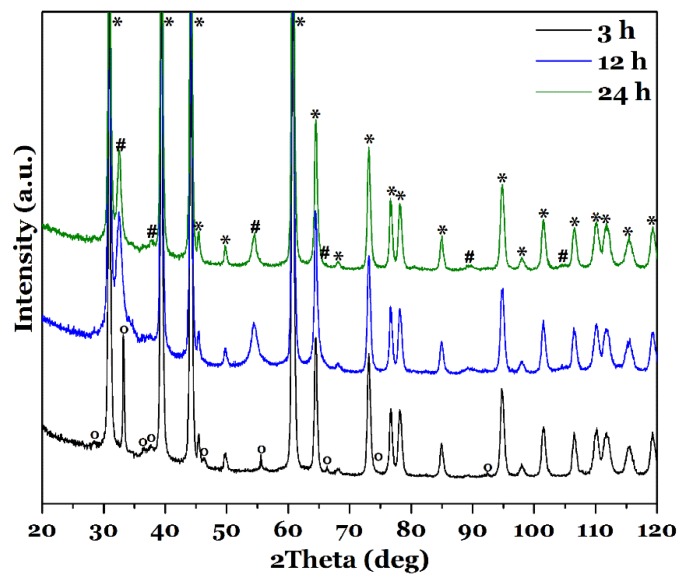 * * * *
3 h
12 h
24 h
# # * * # # * * * * * # * * * # * * * *
o o o o o o o o o
Intensity (a.u.)
20 30 40 50 60 70 80 90 100 110 120
2Theta (deg)